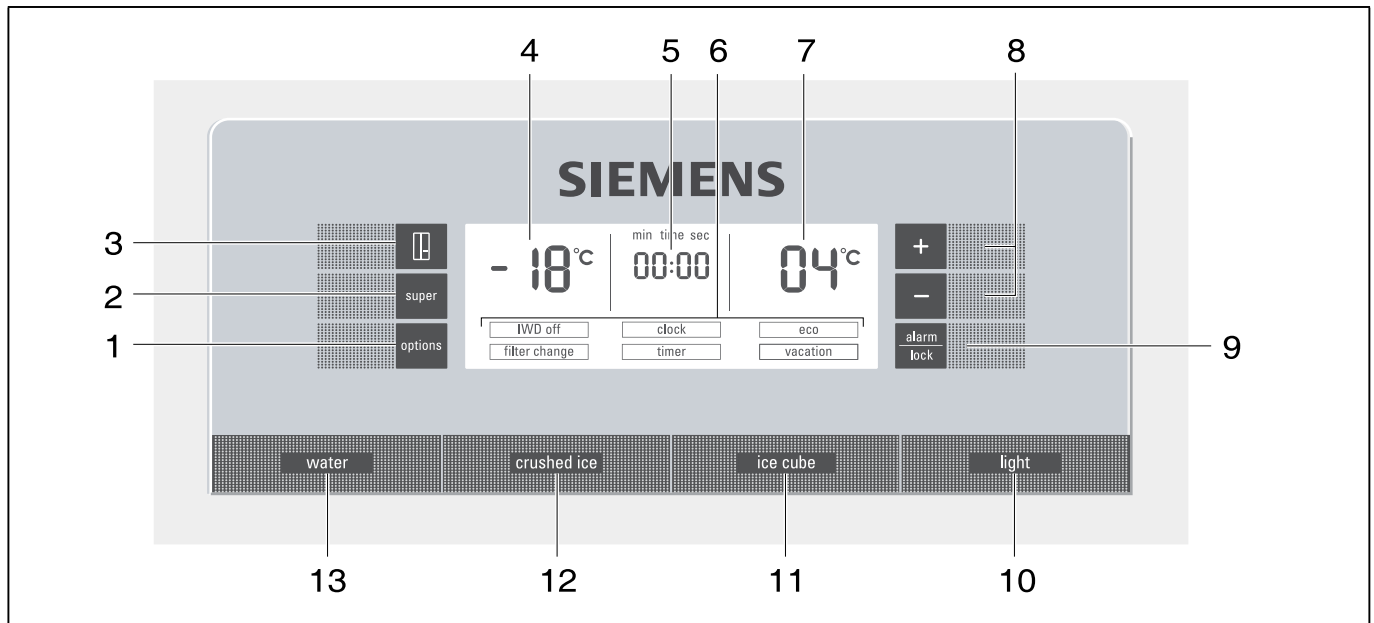 4 5 6 7 8
SIEMENS
min time sec
3 -18°C 00:00 04°C +
2 super −
1 options IWD off clock eco alarm 9
filter change timer vacation lock
water crushed ice ice cube light
13 12 11 10